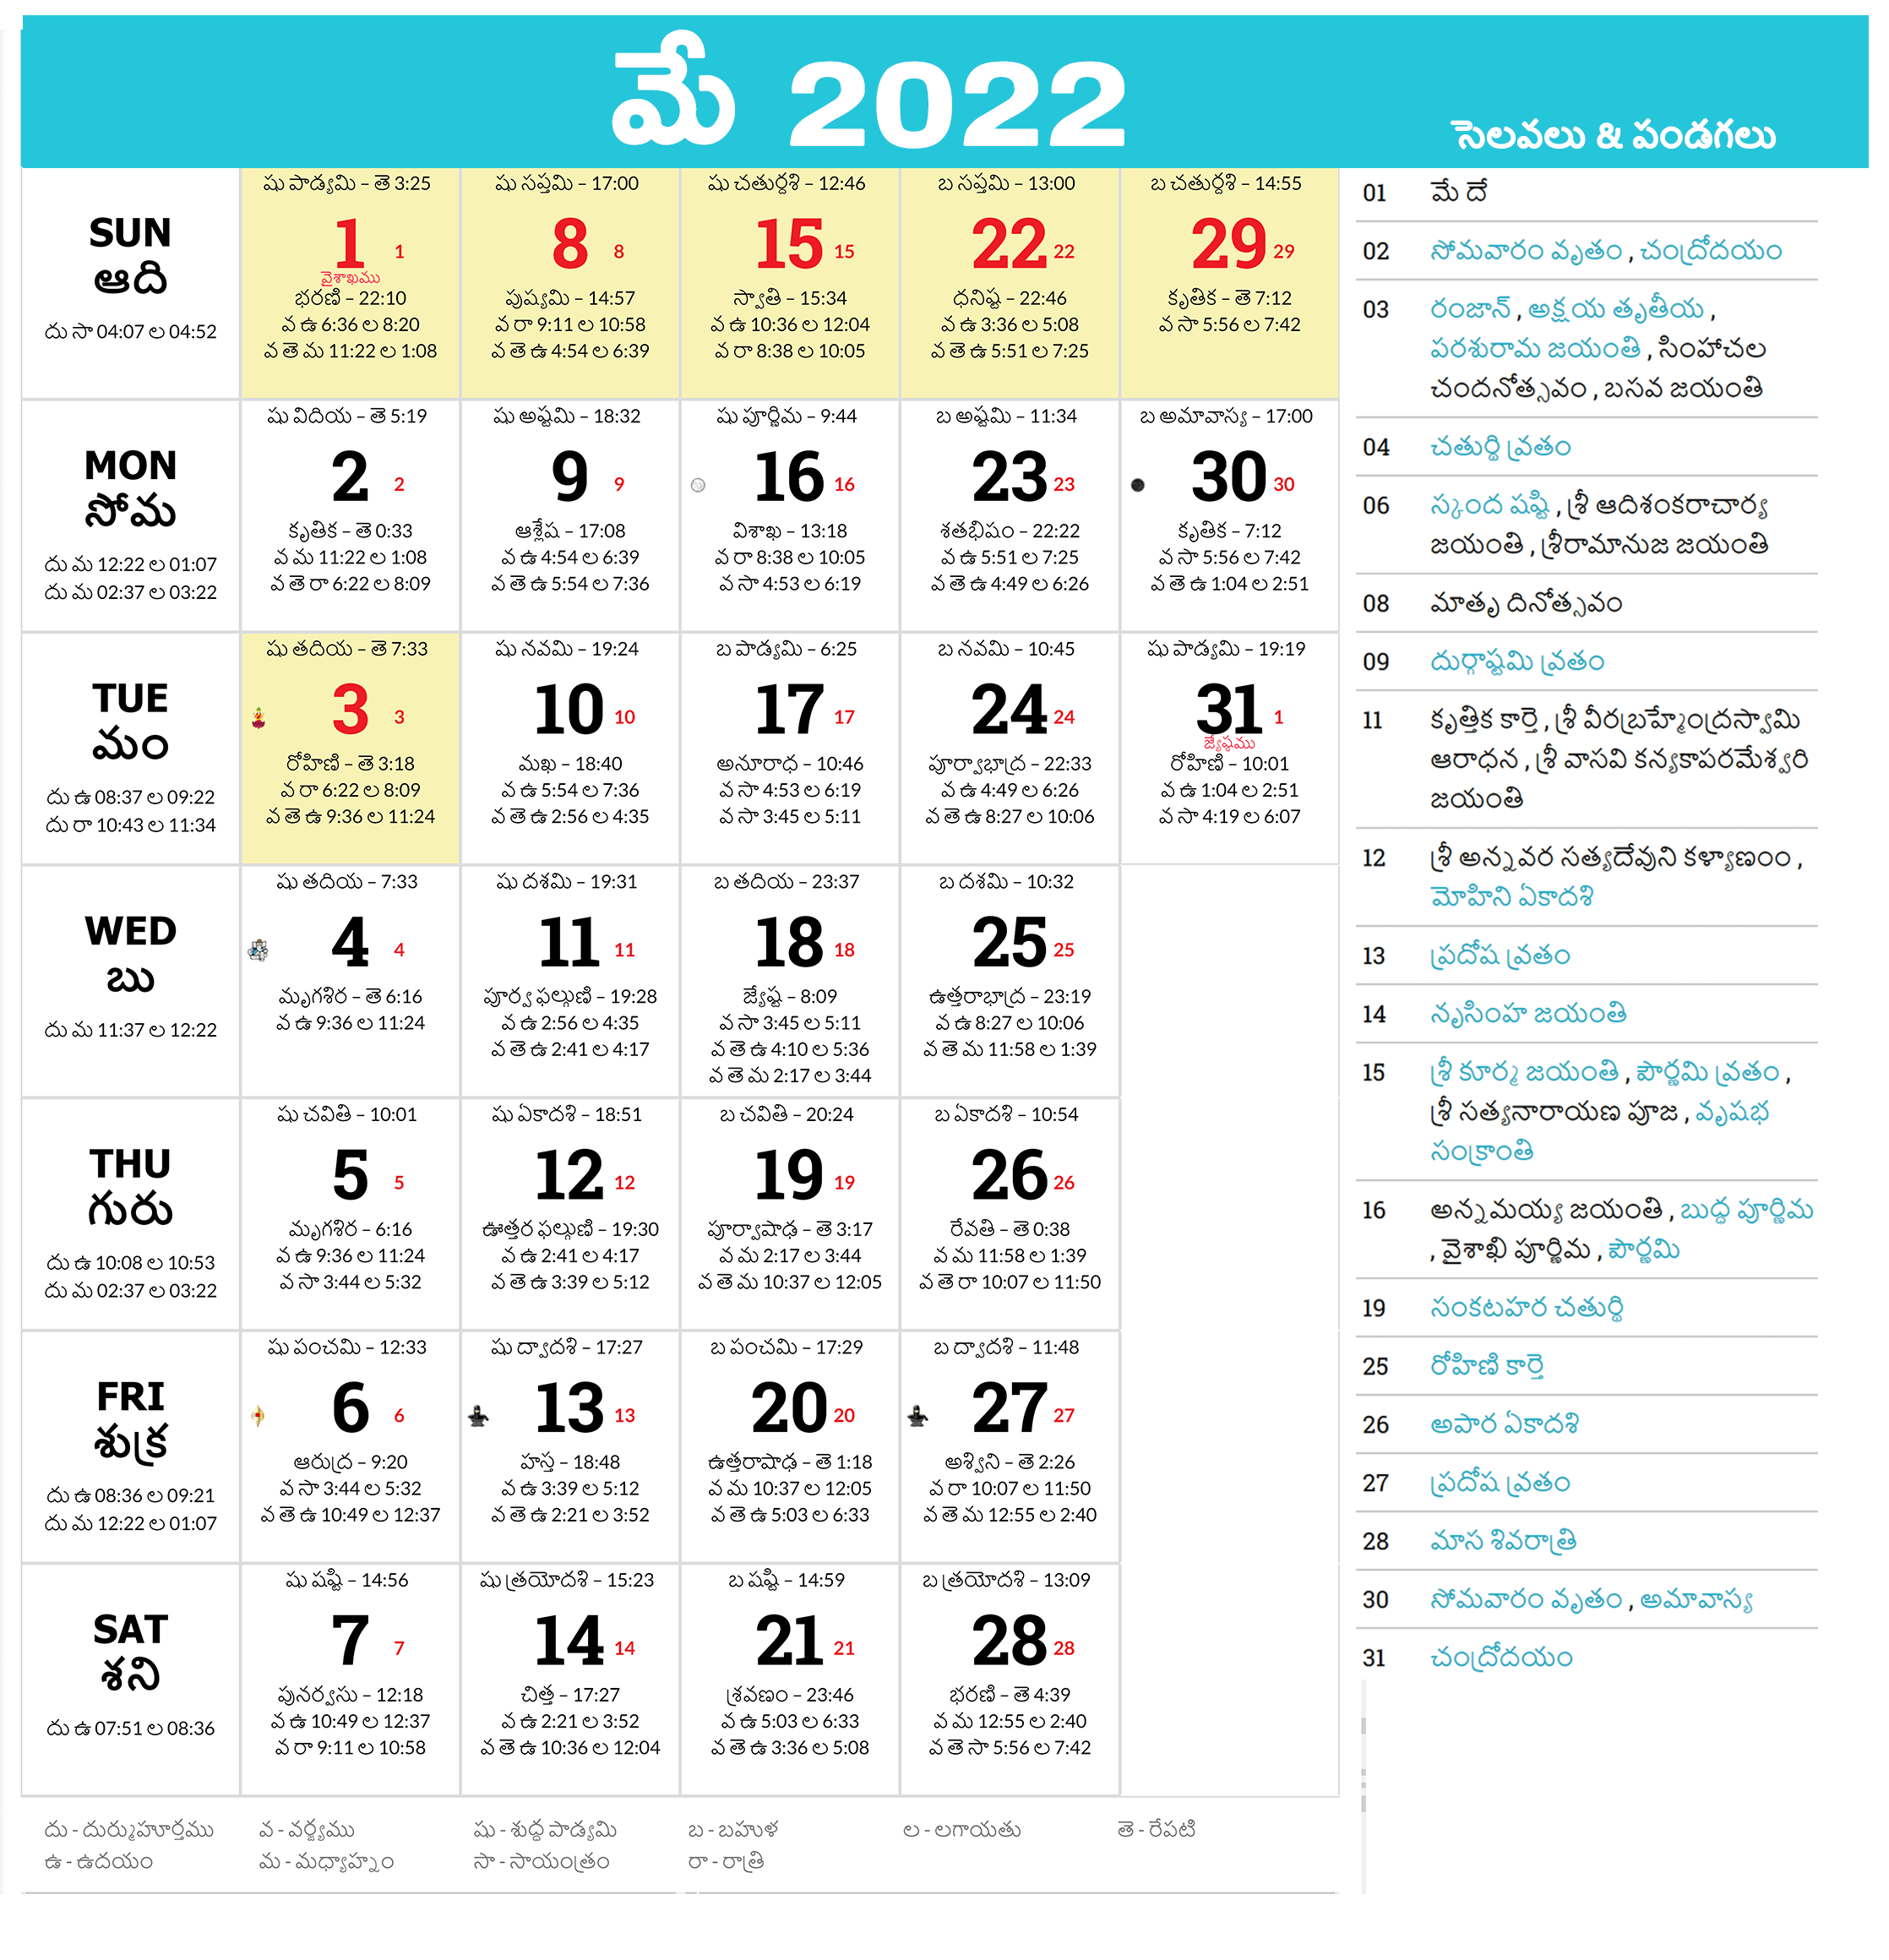 మే 2022
సెలవలు & పండగలు
SUN
ఆది
దు సా 04:07 ల 04:52
షు పాడ్యమి – తె 3:25
1 1
వైశాఖము
భరణి – 22:10
వ ఉ 6:36 ల 8:20
వ తె మ 11:22 ల 1:08
షు సప్తమి – 17:00
8 8
పుష్యమి – 14:57
వ రా 9:11 ల 10:58
వ తె ఉ 4:54 ల 6:39
షు చతుర్దశి – 12:46
15 15
స్వాతి – 15:34
వ ఉ 10:36 ల 12:04
వ రా 8:38 ల 10:05
బ సప్తమి – 13:00
22 22
ధనిష్ట – 22:46
వ ఉ 3:36 ల 5:08
వ తె ఉ 5:51 ల 7:25
బ చతుర్దశి – 14:55
29 29
కృతిక – తె 7:12
వ సా 5:56 ల 7:42
MON
సోమ
దు మ 12:22 ల 01:07
దు మ 02:37 ల 03:22
షు విదియ – తె 5:19
2 2
కృతిక – తె 0:33
వ మ 11:22 ల 1:08
వ తె రా 6:22 ల 8:09
షు అష్టమి – 18:32
9 9
ఆశ్లేష – 17:08
వ ఉ 4:54 ల 6:39
వ తె ఉ 5:54 ల 7:36
షు పూర్ణిమ – 9:44
16 16
విశాఖ – 13:18
వ రా 8:38 ల 10:05
వ సా 4:53 ల 6:19
బ అష్టమి – 11:34
23 23
శతభిషం – 22:22
వ ఉ 5:51 ల 7:25
వ తె ఉ 4:49 ల 6:26
బ అమావాస్య – 17:00
30 30
కృతిక – 7:12
వ సా 5:56 ల 7:42
వ తె ఉ 1:04 ల 2:51
TUE
మం
దు ఉ 08:37 ల 09:22
దు రా 10:43 ల 11:34
షు తదియ – తె 7:33
3 3
రోహిణి – తె 3:18
వ రా 6:22 ల 8:09
వ తె ఉ 9:36 ల 11:24
షు నవమి – 19:24
10 10
మఖ – 18:40
వ ఉ 5:54 ల 7:36
వ తె ఉ 2:56 ల 4:35
బ పాడ్యమి – 6:25
17 17
అనూరాధ – 10:46
వ సా 4:53 ల 6:19
వ సా 3:45 ల 5:11
బ నవమి – 10:45
24 24
పూర్వాభాద్ర – 22:33
వ ఉ 4:49 ల 6:26
వ తె ఉ 8:27 ల 10:06
షు పాడ్యమి – 19:19
31 1
జ్యేష్ఠము
రోహిణి – 10:01
వ ఉ 1:04 ల 2:51
వ సా 4:19 ల 6:07
WED
బు
దు మ 11:37 ల 12:22
షు తదియ – 7:33
4 4
మృగశిర – తె 6:16
వ ఉ 9:36 ల 11:24
షు దశమి – 19:31
11 11
పూర్వ ఫల్గుణి – 19:28
వ ఉ 2:56 ల 4:35
వ తె ఉ 2:41 ల 4:17
బ తదియ – 23:37
18 18
జ్యేష్ట – 8:09
వ సా 3:45 ల 5:11
వ తె ఉ 4:10 ల 5:36
వ తె మ 2:17 ల 3:44
బ దశమి – 10:32
25 25
ఉత్తరాభాద్ర – 23:19
వ ఉ 8:27 ల 10:06
వ తె మ 11:58 ల 1:39
THU
గురు
దు ఉ 10:08 ల 10:53
దు మ 02:37 ల 03:22
షు చవితి – 10:01
5 5
మృగశిర – 6:16
వ ఉ 9:36 ల 11:24
వ సా 3:44 ల 5:32
షు ఏకాదశి – 18:51
12 12
ఊత్తర ఫల్గుణి – 19:30
వ ఉ 2:41 ల 4:17
వ తె ఉ 3:39 ల 5:12
బ చవితి – 20:24
19 19
పూర్వాషాఢ – తె 3:17
వ మ 2:17 ల 3:44
వ తె మ 10:37 ల 12:05
బ ఏకాదశి – 10:54
26 26
రేవతి – తె 0:38
వ మ 11:58 ల 1:39
వ తె రా 10:07 ల 11:50
FRI
శుక్ర
దు ఉ 08:36 ల 09:21
దు మ 12:22 ల 01:07
షు పంచమి – 12:33
6 6
ఆరుద్ర – 9:20
వ సా 3:44 ల 5:32
వ తె ఉ 10:49 ల 12:37
షు ద్వాదశి – 17:27
13 13
హస్త – 18:48
వ ఉ 3:39 ల 5:12
వ తె ఉ 2:21 ల 3:52
బ పంచమి – 17:29
20 20
ఉత్తరాషాఢ – తె 1:18
వ మ 10:37 ల 12:05
వ తె ఉ 5:03 ల 6:33
బ ద్వాదశి – 11:48
27 27
అశ్విని – తె 2:26
వ రా 10:07 ల 11:50
వ తె మ 12:55 ల 2:40
SAT
శని
దు ఉ 07:51 ల 08:36
షు షష్టి – 14:56
7 7
పునర్వసు – 12:18
వ ఉ 10:49 ల 12:37
వ రా 9:11 ల 10:58
షు త్రయోదశి – 15:23
14 14
చిత్త – 17:27
వ ఉ 2:21 ల 3:52
వ తె ఉ 10:36 ల 12:04
బ షష్టి – 14:59
21 21
శ్రవణం – 23:46
వ ఉ 5:03 ల 6:33
వ తె ఉ 3:36 ల 5:08
బ త్రయోదశి – 13:09
28 28
భరణి – తె 4:39
వ మ 12:55 ల 2:40
వ తె సా 5:56 ల 7:42
దు - దుర్ముహూర్తము వ - వర్జ్యము షు - శుద్ధ పాడ్యమి బ - బహుళ ల - లగాయతు తె - రేపటి
ఉ - ఉదయం మ - మధ్యాహ్నం సా - సాయంత్రం రా - రాత్రి
01 మే దే
02 సోమవారం వృతం , చంద్రోదయం
03 రంజాన్ , అక్షయ తృతీయ ,
పరశురామ జయంతి , సింహాచల
చందనోత్సవం , బసవ జయంతి
04 చతుర్థి వ్రతం
06 స్కంద షష్టి , శ్రీ ఆదిశంకరాచార్య
జయంతి , శ్రీరామానుజ జయంతి
08 మాతృ దినోత్సవం
09 దుర్గాష్టమి వ్రతం
11 కృత్తిక కార్తె , శ్రీ వీరబ్రహ్మేంద్రస్వామి
ఆరాధన , శ్రీ వాసవి కన్యకాపరమేశ్వరి
జయంతి
12 శ్రీ అన్నవర సత్యదేవుని కళ్యాణంం ,
మోహిని ఏకాదశి
13 ప్రదోష వ్రతం
14 నృసింహ జయంతి
15 శ్రీ కూర్మ జయంతి , పౌర్ణమి వ్రతం ,
శ్రీ సత్యనారాయణ పూజ , వృషభ
సంక్రాంతి
16 అన్నమయ్య జయంతి , బుద్ధ పూర్ణిమ
, వైశాఖి పూర్ణిమ , పౌర్ణమి
19 సంకటహర చతుర్థి
25 రోహిణి కార్తె
26 అపార ఏకాదశి
27 ప్రదోష వ్రతం
28 మాస శివరాత్రి
30 సోమవారం వృతం , అమావాస్య
31 చంద్రోదయం